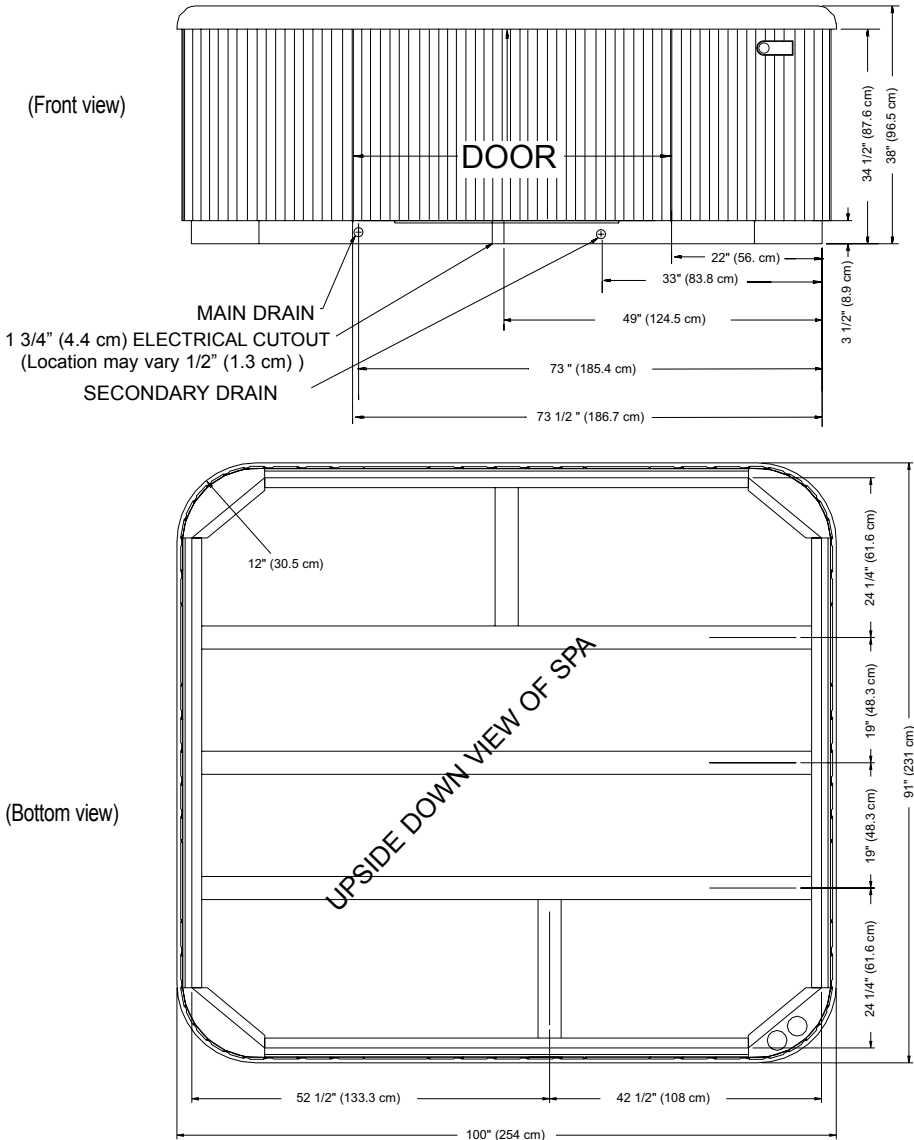 (Front view)
DOOR
34 1/2" (87.6 cm)
38" (96.5 cm)
3 1/2" (8.9 cm)
22" (56. cm)
33" (83.8 cm)
49" (124.5 cm)
73 " (185.4 cm)
73 1/2 " (186.7 cm)
MAIN DRAIN
1 3/4” (4.4 cm) ELECTRICAL CUTOUT
(Location may vary 1/2” (1.3 cm) )
SECONDARY DRAIN
(Bottom view)
12" (30.5 cm)
UPSIDE DOWN VIEW OF SPA
24 1/4" (61.6 cm)
19" (48.3 cm)
19" (48.3 cm)
24 1/4" (61.6 cm)
91" (231 cm)
52 1/2" (133.3 cm)
42 1/2" (108 cm)
100" (254 cm)